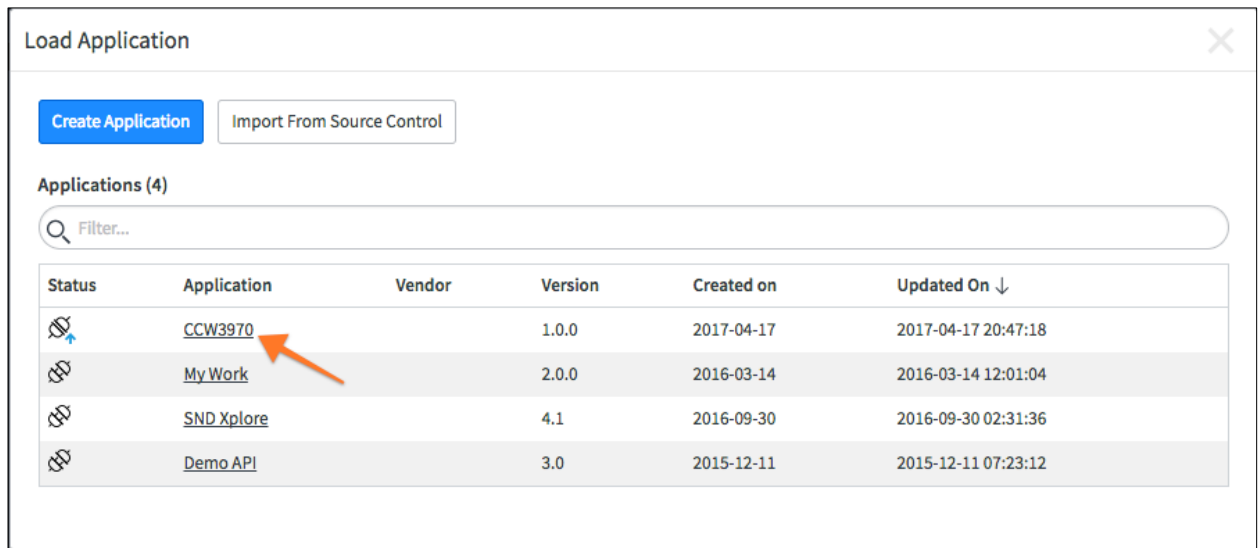 Load Application
Create Application Import From Source Control
Applications (4)
Filter...
Status Application Vendor Version Created on Updated On
CCW3970 1.0.0 2017-04-17 2017-04-17 20:47:18
My Work 2.0.0 2016-03-14 2016-03-14 12:01:04
SND Xplore 4.1 2016-09-30 2016-09-30 02:31:36
Demo API 3.0 2015-12-11 2015-12-11 07:23:12